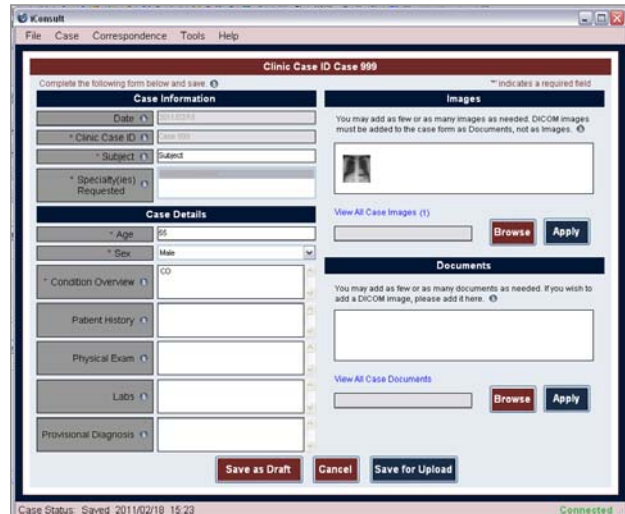 iConsult
File Case Correspondence Tools Help
Clinic Case ID Case 999
Complete the following form below and save.
"*" indicates a required field
Case Information
Date 2011/02/18
* Clinic Case ID Case 999
* Subject Subject
* Specialty(ies) Requested
Case Details
* Age 65
* Sex Male
* Condition Overview CO
Patient History
Physical Exam
Labs
Provisional Diagnosis
Images
You may add as few or as many images as needed. DICOM images
must be added to the case form as Documents, not as Images.
View All Case Images (1)
Browse Apply
Documents
You may add as few or as many documents as needed. If you wish to
add a DICOM image, please add it here.
View All Case Documents
Browse Apply
Save as Draft Cancel Save for Upload
Case Status: Saved 2011/02/18 15:23 Connected